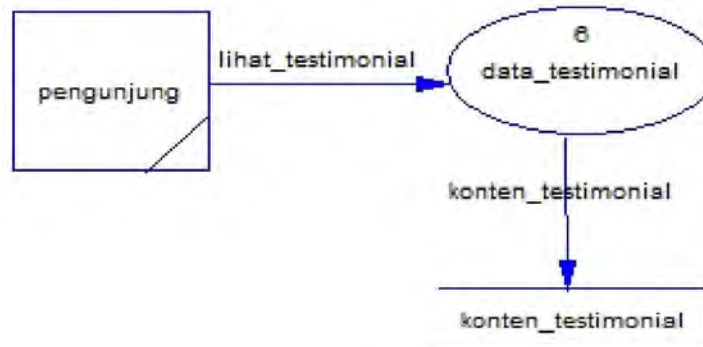 6
lihat_testimonial
data_testimonial
pengunjung
konten_testimonial
konten_testimonial